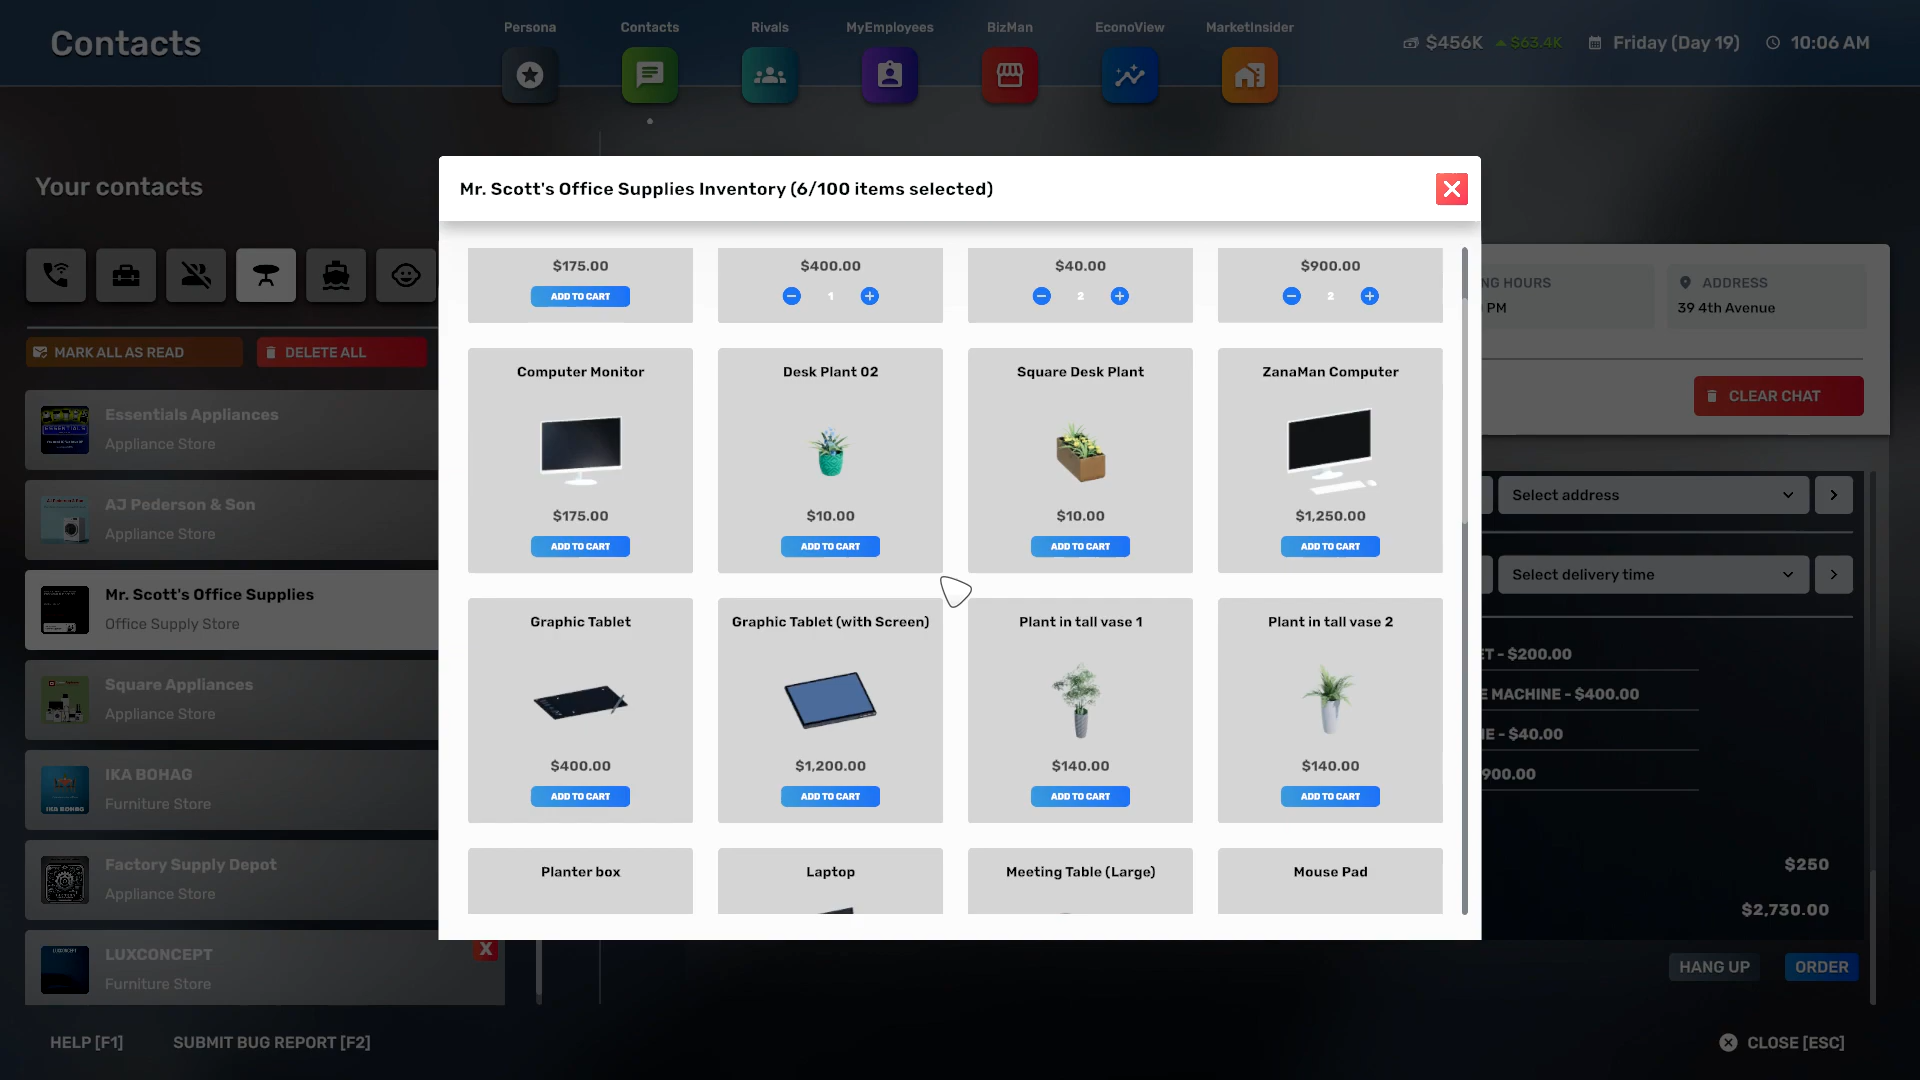 Contacts
Persona
Contacts
Rivals
MyEmployees
BizMan
EconoView
MarketInsider
$456K
$63.4K
Friday (Day 19)
10:06 AM
Your contacts
MARK ALL AS READ
DELETE ALL
Essentials Appliances
Appliance Store
AJ Pederson & Son
Appliance Store
Mr. Scott's Office Supplies
Office Supply Store
Square Appliances
Appliance Store
IKA BOHAG
Furniture Store
Factory Supply Depot
Appliance Store
LUXCONCEPT
Furniture Store
X
Mr. Scott's Office Supplies Inventory (6/100 items selected)
$175.00
$400.00
$40.00
$900.00
ADD TO CART
1
2
2
Computer Monitor
Desk Plant 02
Square Desk Plant
ZanaMan Computer
$175.00
$10.00
$10.00
$1,250.00
ADD TO CART
ADD TO CART
ADD TO CART
ADD TO CART
Graphic Tablet
Graphic Tablet (with Screen)
Plant in tall vase 1
Plant in tall vase 2
$400.00
$1,200.00
$140.00
$140.00
ADD TO CART
ADD TO CART
ADD TO CART
ADD TO CART
Planter box
Laptop
Meeting Table (Large)
Mouse Pad
NG HOURS
PM
ADDRESS
39 4th Avenue
CLEAR CHAT
Select address
Select delivery time
ET - $200.00
E MACHINE - $400.00
NE - $40.00
900.00
$250
$2,730.00
HANG UP
ORDER
HELP [F1]
SUBMIT BUG REPORT [F2]
CLOSE [ESC]